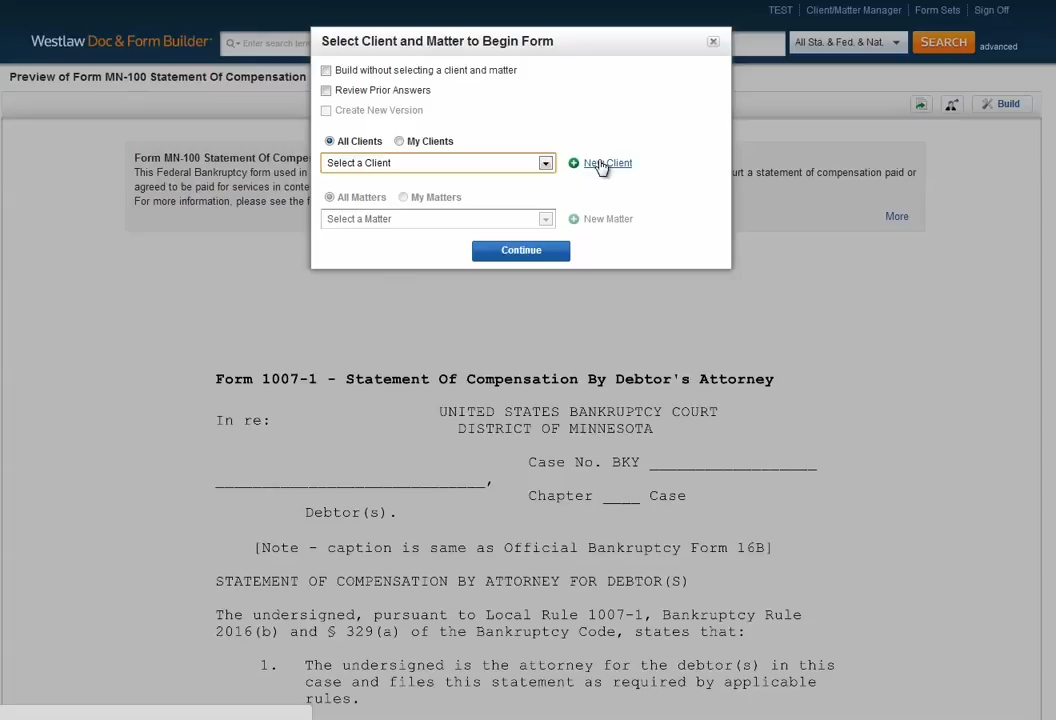 TEST Client/Matter Manager Form Sets Sign Off
Westlaw Doc & Form Builder Enter search All Sta. & Fed. & Nat. SEARCH advanced
Select Client and Matter to Begin Form
Preview of Form MN-100 Statement Of Compensation
Build without selecting a client and matter
Review Prior Answers
Create New Version
Build
All Clients My Clients
Select a Client Client
All Matters My Matters
Select a Matter New Matter
Continue
Form MN-100 Statement Of
This Federal Bankruptcy form used in a statement of compensation paid or
agreed to be paid for services in
For more information, please see the
More
Form 1007-1 - Statement Of Compensation By Debtor's Attorney
In re:
UNITED STATES BANKRUPTCY COURT
DISTRICT OF MINNESOTA
Case No. BKY ___________________
_____________________________,
Chapter ____ Case
Debtor(s).
[Note - caption is same as Official Bankruptcy Form 16B]
STATEMENT OF COMPENSATION BY ATTORNEY FOR DEBTOR(S)
The undersigned, pursuant to Local Rule 1007-1, Bankruptcy Rule
2016(b) and § 329(a) of the Bankruptcy Code, states that:
1. The undersigned is the attorney for the debtor(s) in this
case and files this statement as required by applicable
rules.